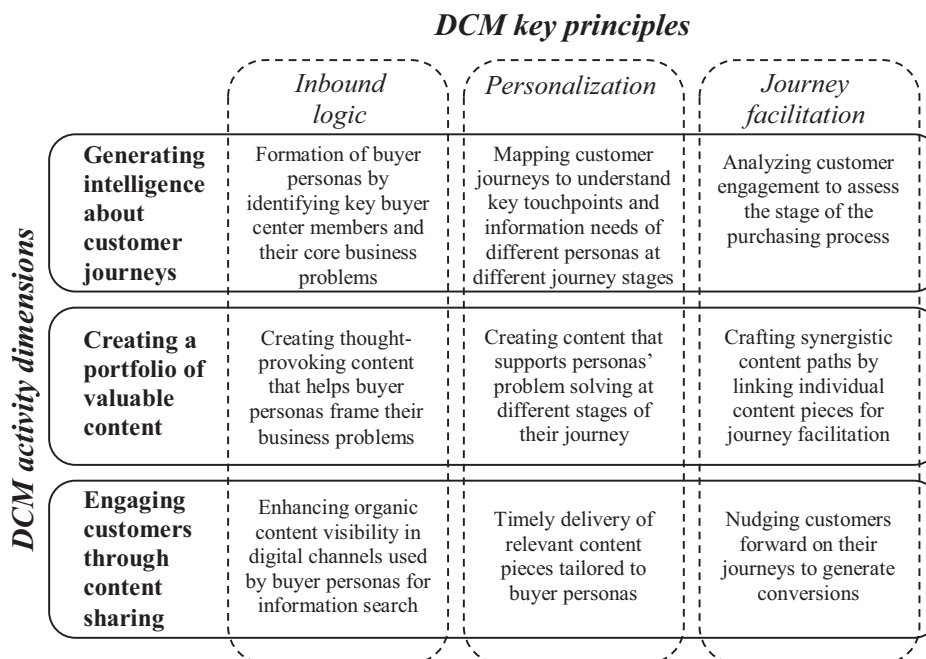 DCM key principles
Inbound
logic
Personalization
Journey
facilitation
DCM activity dimensions
Generating
intelligence
about
customer
journeys
Formation of buyer
personas by
identifying key buyer
center members and
their core business
problems
Mapping customer
journeys to understand
key touchpoints and
information needs of
different personas at
different journey stages
Analyzing customer
engagement to assess
the stage of the
purchasing process
Creating a
portfolio of
valuable
content
Creating thought-
provoking content
that helps buyer
personas frame their
business problems
Creating content that
supports personas’
problem solving at
different stages of
their journey
Crafting synergistic
content paths by
linking individual
content pieces for
journey facilitation
Engaging
customers
through
content
sharing
Enhancing organic
content visibility in
digital channels used
by buyer personas for
information search
Timely delivery of
relevant content
pieces tailored to
buyer personas
Nudging customers
forward on their
journeys to generate
conversions